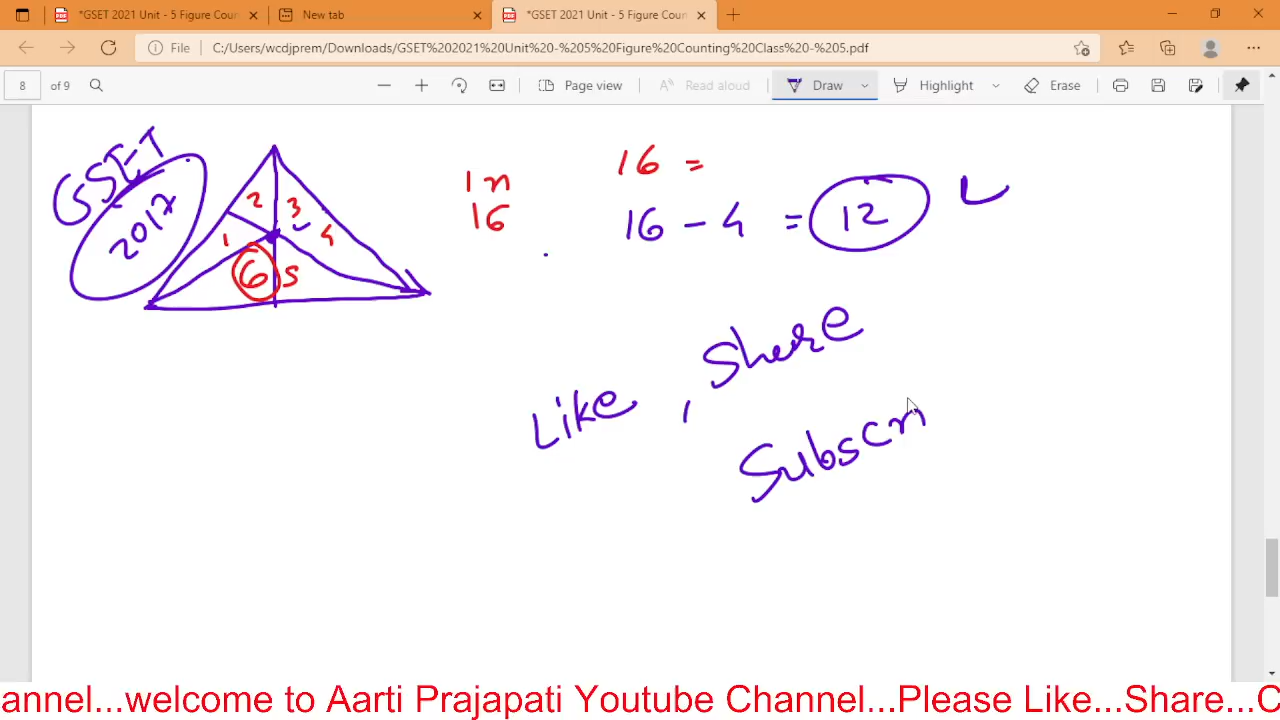 *GSET 2021 Unit - 5 Figure Coun
New tab
*GSET 2021 Unit - 5 Figure Coun
File
C:/Users/wcdjprem/Downloads/GSET%202021%20Unit%20-%205%20Figure%20Counting%20Class%20-%205.pdf
8 of 9
Page view
Read aloud
Draw
Highlight
Erase
GSET
2017
2 3
1 4
6 5
1n
16
16 =
16 - 4 = 12
Like , Share
Subscri
annel...welcome to Aarti Prajapati Youtube Channel...Please Like...Share...C